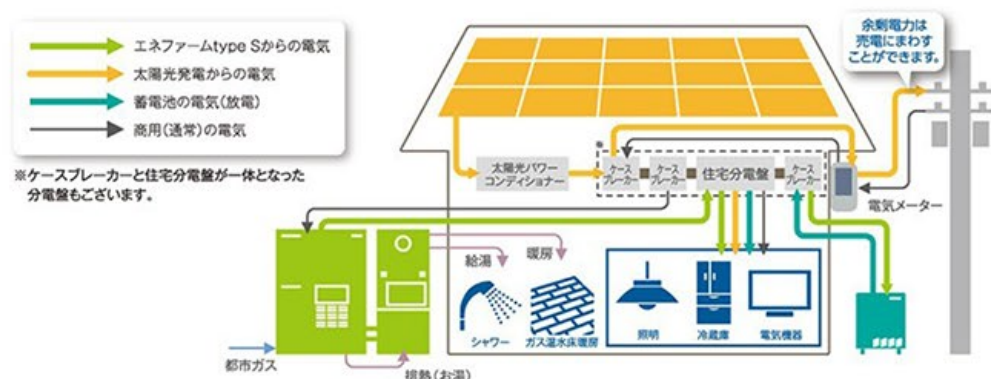 エネファームtype Sからの電気
太陽光発電からの電気
蓄電池の電気(放電)
商用(通常)の電気
※ケースブレーカーと住宅分電盤が一体となった
分電盤もございます。
余剰電力は
売電にまわす
ことができます。
太陽光パワー
コンディショナー
※
ケース
ブレーカー
ケース
ブレーカー
住宅分電盤
ケース
ブレーカー
電気メーター
給湯
暖房
シャワー
ガス温水床暖房
照明
冷蔵庫
電気機器
都市ガス
排熱(お湯)